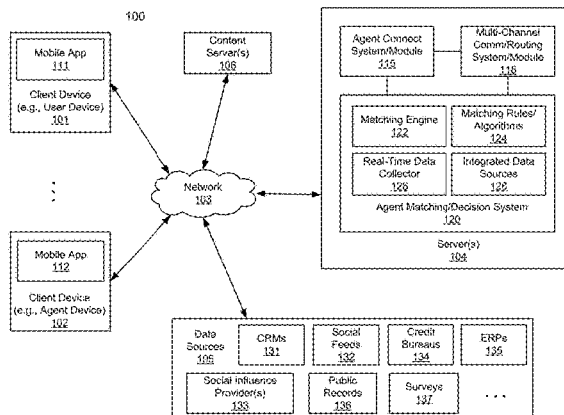 100
Mobile App
111
Client Device
(e.g., User Device)
101
Content
Server(s)
106
Network
103
Mobile App
112
Client Device
(e.g., Agent Device)
102
Agent Connect
System/Module
115
Multi-Channel
Comm/Routing
System/Module
116
Matching Engine
122
Matching Rules/
Algorithms
124
Real-Time Data
Collector
126
Integrated Data
Sources
128
Agent Matching/Decision System
120
Server(s)
104
Data
Sources
105
CRMs
131
Social
Feeds
132
Credit
Bureaus
134
ERPs
135
Social Influence
Provider(s)
133
Public
Records
136
Surveys
137